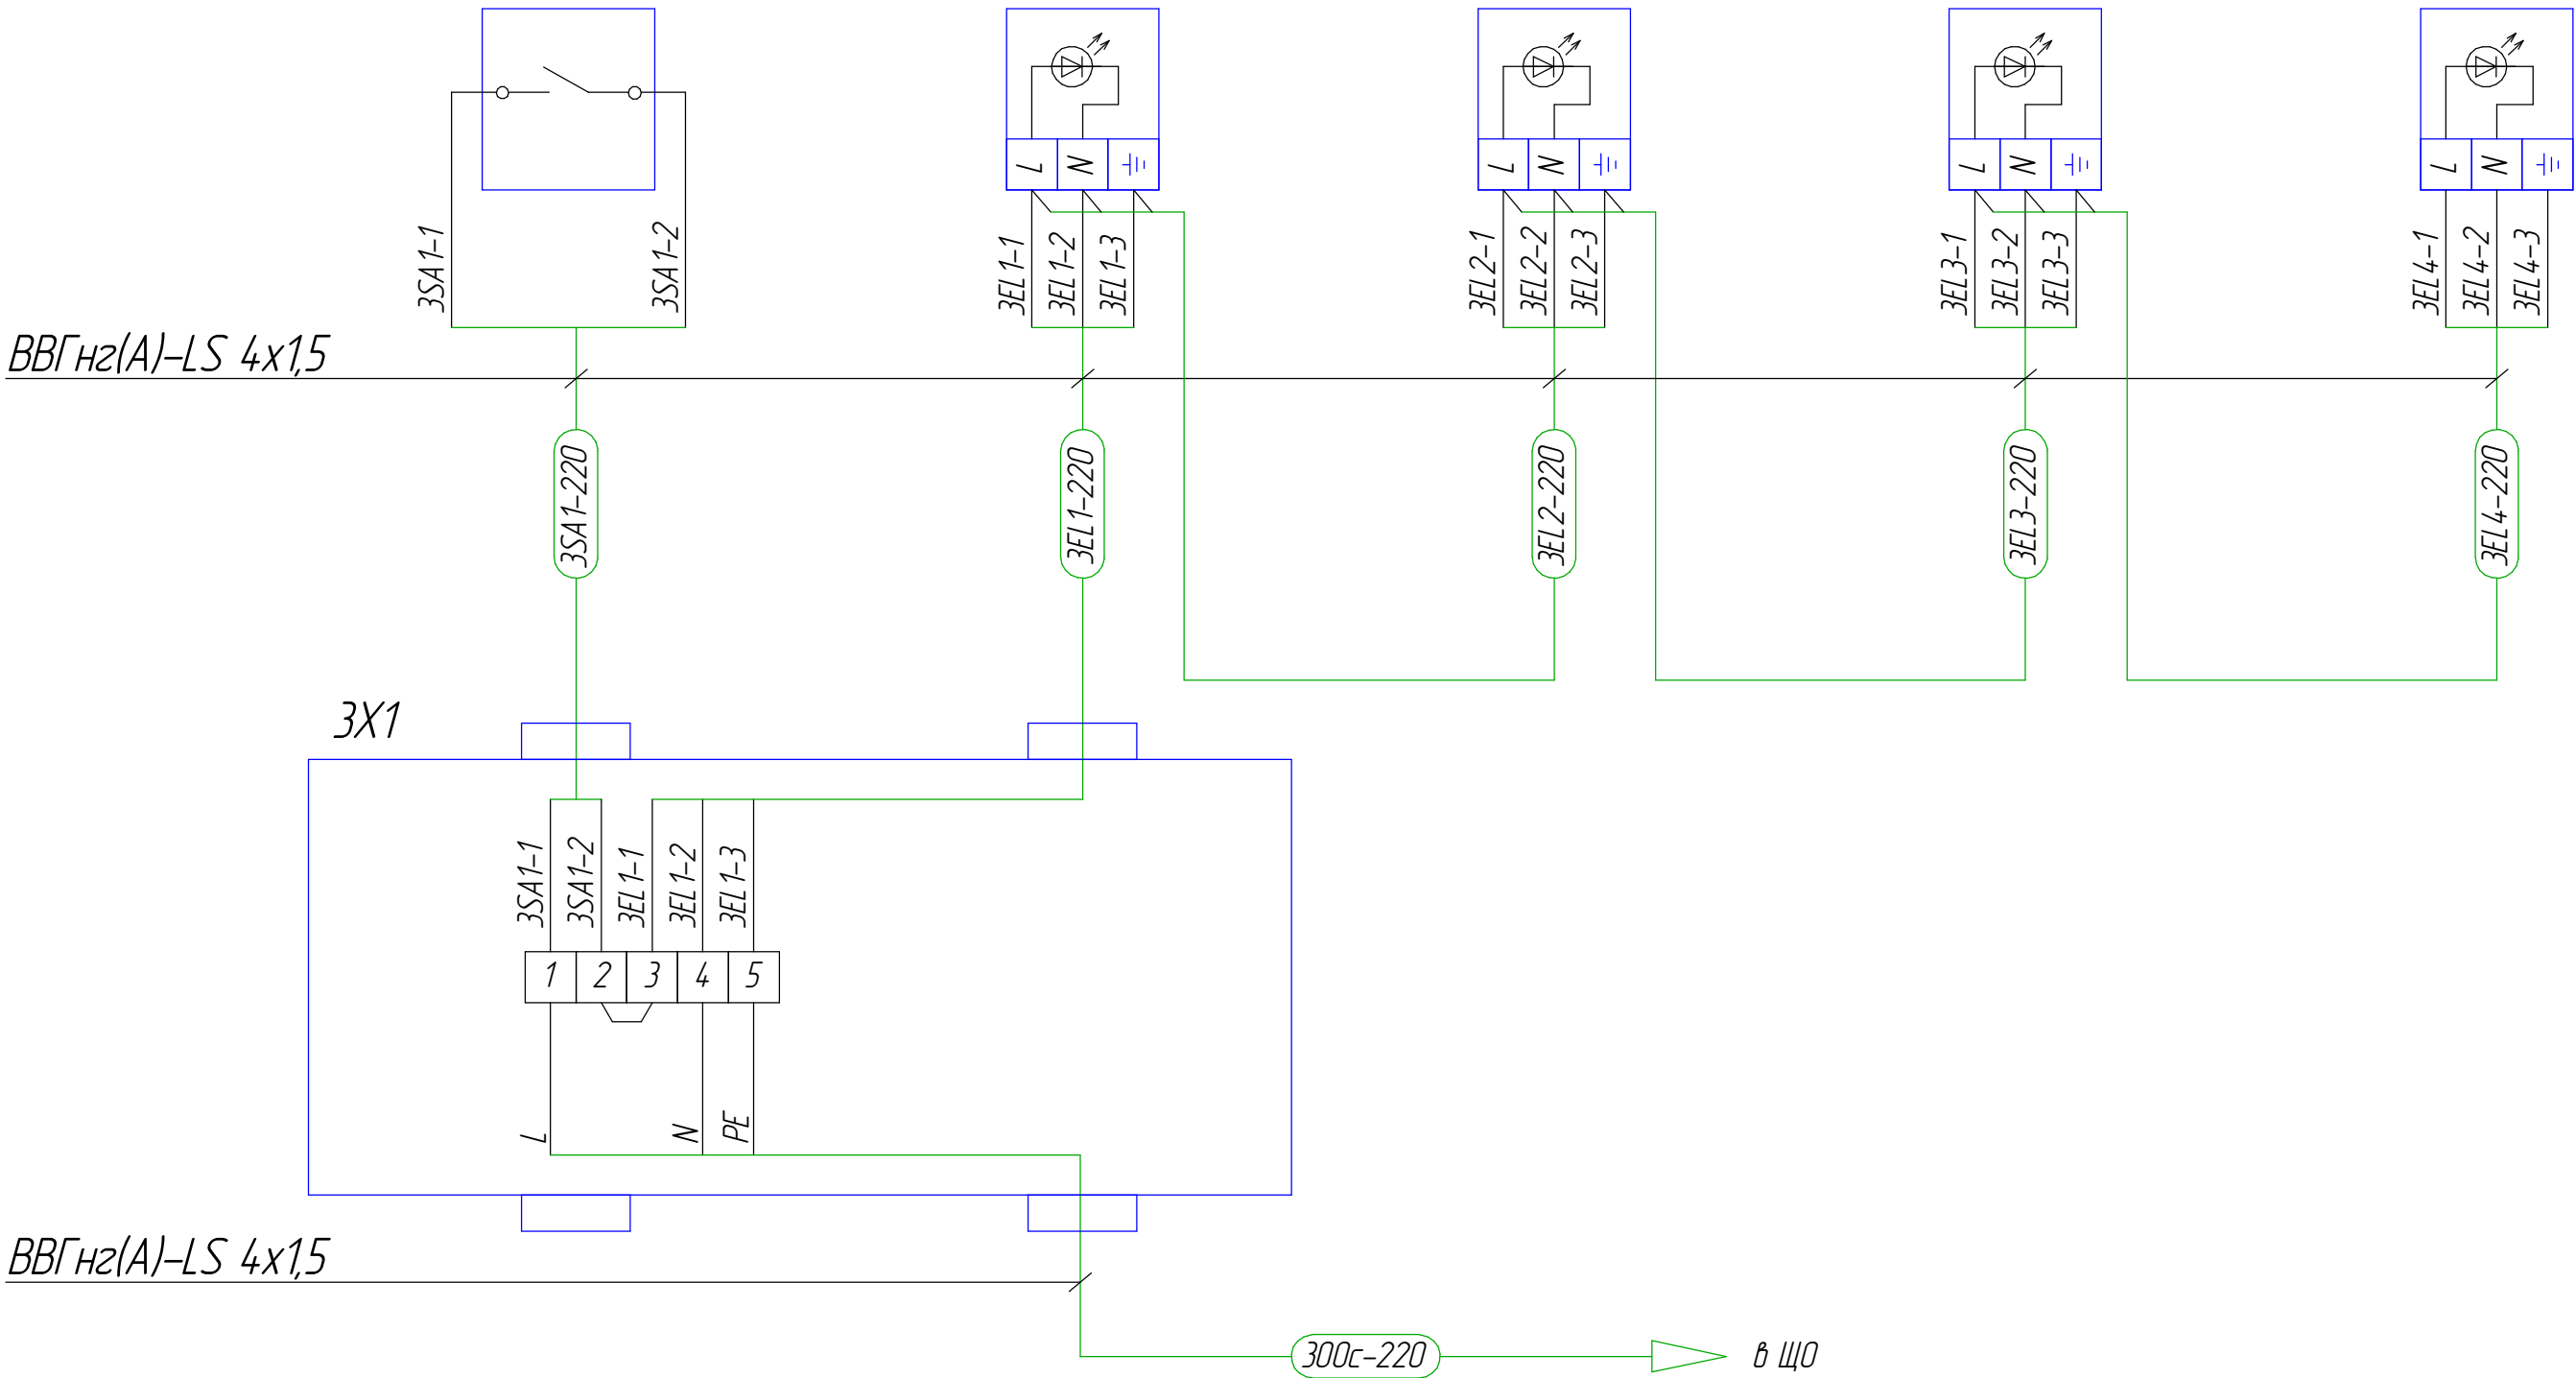 L N L N L N L N
3SA1-1 3SA1-2 3EL1-1 3EL1-2 3EL1-3 3EL2-1 3EL2-2 3EL2-3 3EL3-1 3EL3-2 3EL3-3 3EL4-1 3EL4-2 3EL4-3
ВВГнг(А)-LS 4х1,5
3SA1-220 3EL1-220 3EL2-220 3EL3-220 3EL4-220
3X1
3SA1-1 3SA1-2 3EL1-1 3EL1-2 3EL1-3
1 2 3 4 5
L N PE
ВВГнг(А)-LS 4х1,5
300с-220 в ЩО